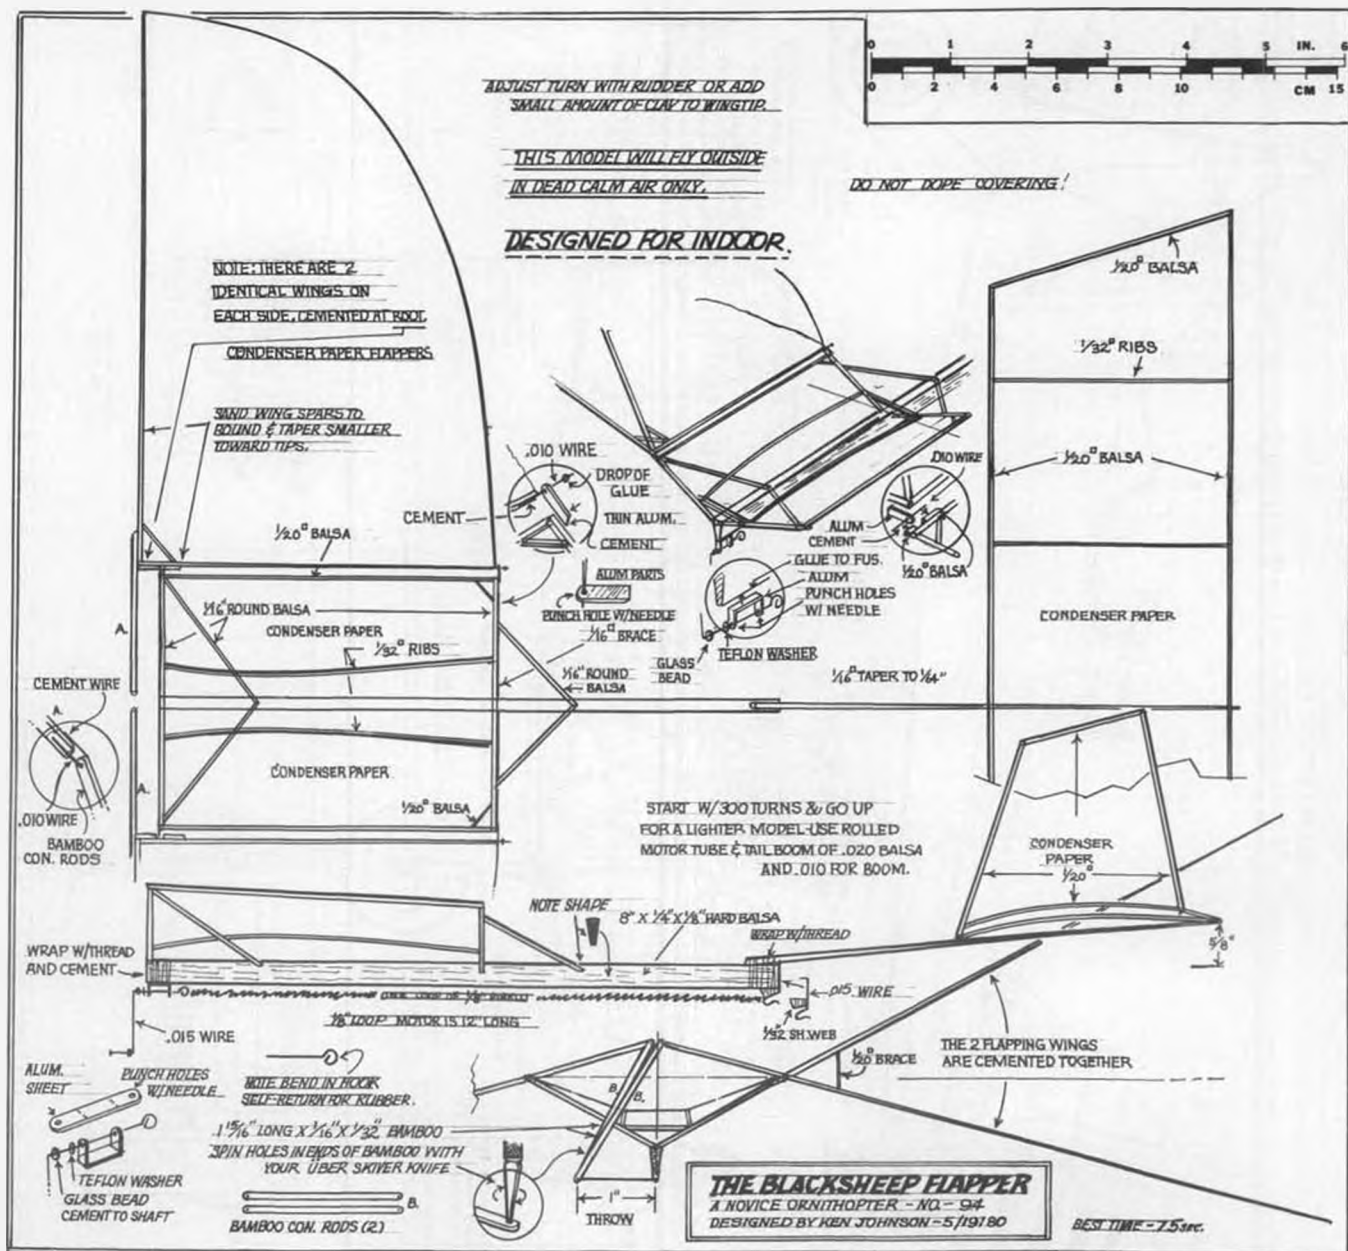 0 1 2 3 4 5 IN. 6
0 2 4 6 8 10 CM 15
ADJUST TURN WITH RUDDER OR ADD
SMALL AMOUNT OF CLAY TO WINGTIP.
THIS MODEL WILL FLY OUTSIDE
IN DEAD CALM AIR ONLY.
DO NOT DOPE COVERING!
DESIGNED FOR INDOOR.
NOTE: THERE ARE 2
IDENTICAL WINGS ON
EACH SIDE, CEMENTED AT ROOT.
CONDENSER PAPER FLAPPERS
SAND WING SPARS TO
ROUND & TAPER SMALLER
TOWARD TIPS.
1/20" BALSA
1/32" RIBS
1/20" BALSA
CONDENSER PAPER
.010 WIRE
DROP OF
GLUE
CEMENT
THIN ALUM.
CEMENT
.010 WIRE
ALUM
CEMENT
1/20" BALSA
1/20" BALSA
ALUM PARTS
PUNCH HOLE W/NEEDLE
GLUE TO FUS.
ALUM
PUNCH HOLES
W/ NEEDLE
GLASS
BEAD
TEFLON WASHER
1/16" ROUND BALSA
CONDENSER PAPER
1/32" RIBS
1/16" BRACE
1/16" ROUND
BALSA
1/16" TAPER TO 1/64"
A.
CEMENT WIRE
A.
A.
.010 WIRE
BAMBOO
CON. RODS
CONDENSER PAPER
1/20" BALSA
START W/300 TURNS & GO UP
FOR A LIGHTER MODEL-USE ROLLED
MOTOR TUBE & TAIL BOOM OF .020 BALSA
AND .010 FOR BOOM.
CONDENSER
PAPER
1/20"
5/8"
NOTE SHAPE
8" X 1/4" X 1/8" HARD BALSA
WRAP W/THREAD
WRAP W/THREAD
AND CEMENT
.015 WIRE
1/32 SH. WEB
1/8" LOOP MOTOR IS 12" LONG
.015 WIRE
1/20" BRACE
THE 2 FLAPPING WINGS
ARE CEMENTED TOGETHER
ALUM.
SHEET
PUNCH HOLES
W/NEEDLE
NOTE BEND IN HOOK
SELF-RETURN FOR RUBBER.
1 15/16" LONG X 3/16" X 1/32" BAMBOO
SPIN HOLES IN ENDS OF BAMBOO WITH
YOUR ÜBER SKIVER KNIFE
B.
B.
TEFLON WASHER
GLASS BEAD
CEMENT TO SHAFT
B.
BAMBOO CON. RODS (2)
1"
THROW
THE BLACKSHEEP FLAPPER
A NOVICE ORNITHOPTER - NO. - 94
DESIGNED BY KEN JOHNSON - 5/19/80
BEST TIME - 7.5 sec.